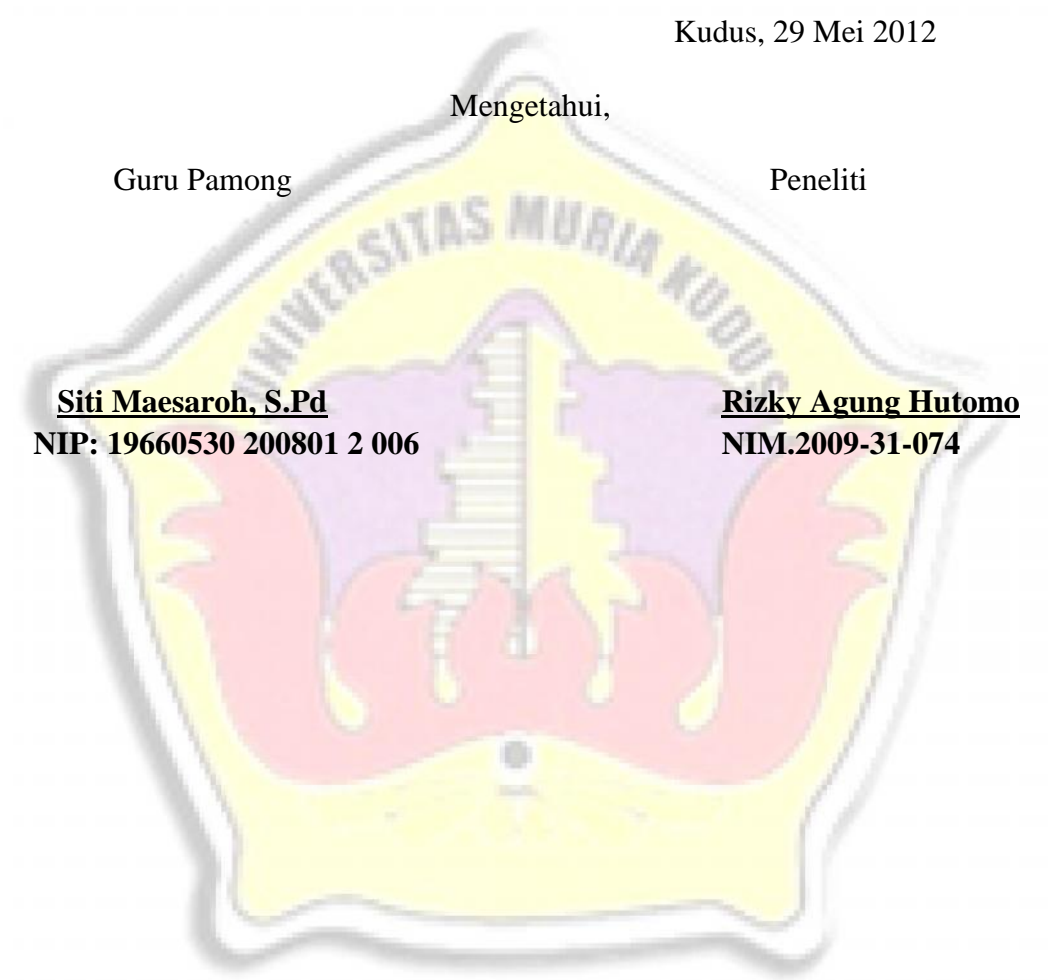 Kudus, 29 Mei 2012
Mengetahui,
Guru Pamong Peneliti
UNIVERSITAS MURIA KUDUS
Siti Maesaroh, S.Pd Rizky Agung Hutomo
NIP: 19660530 200801 2 006 NIM.2009-31-074